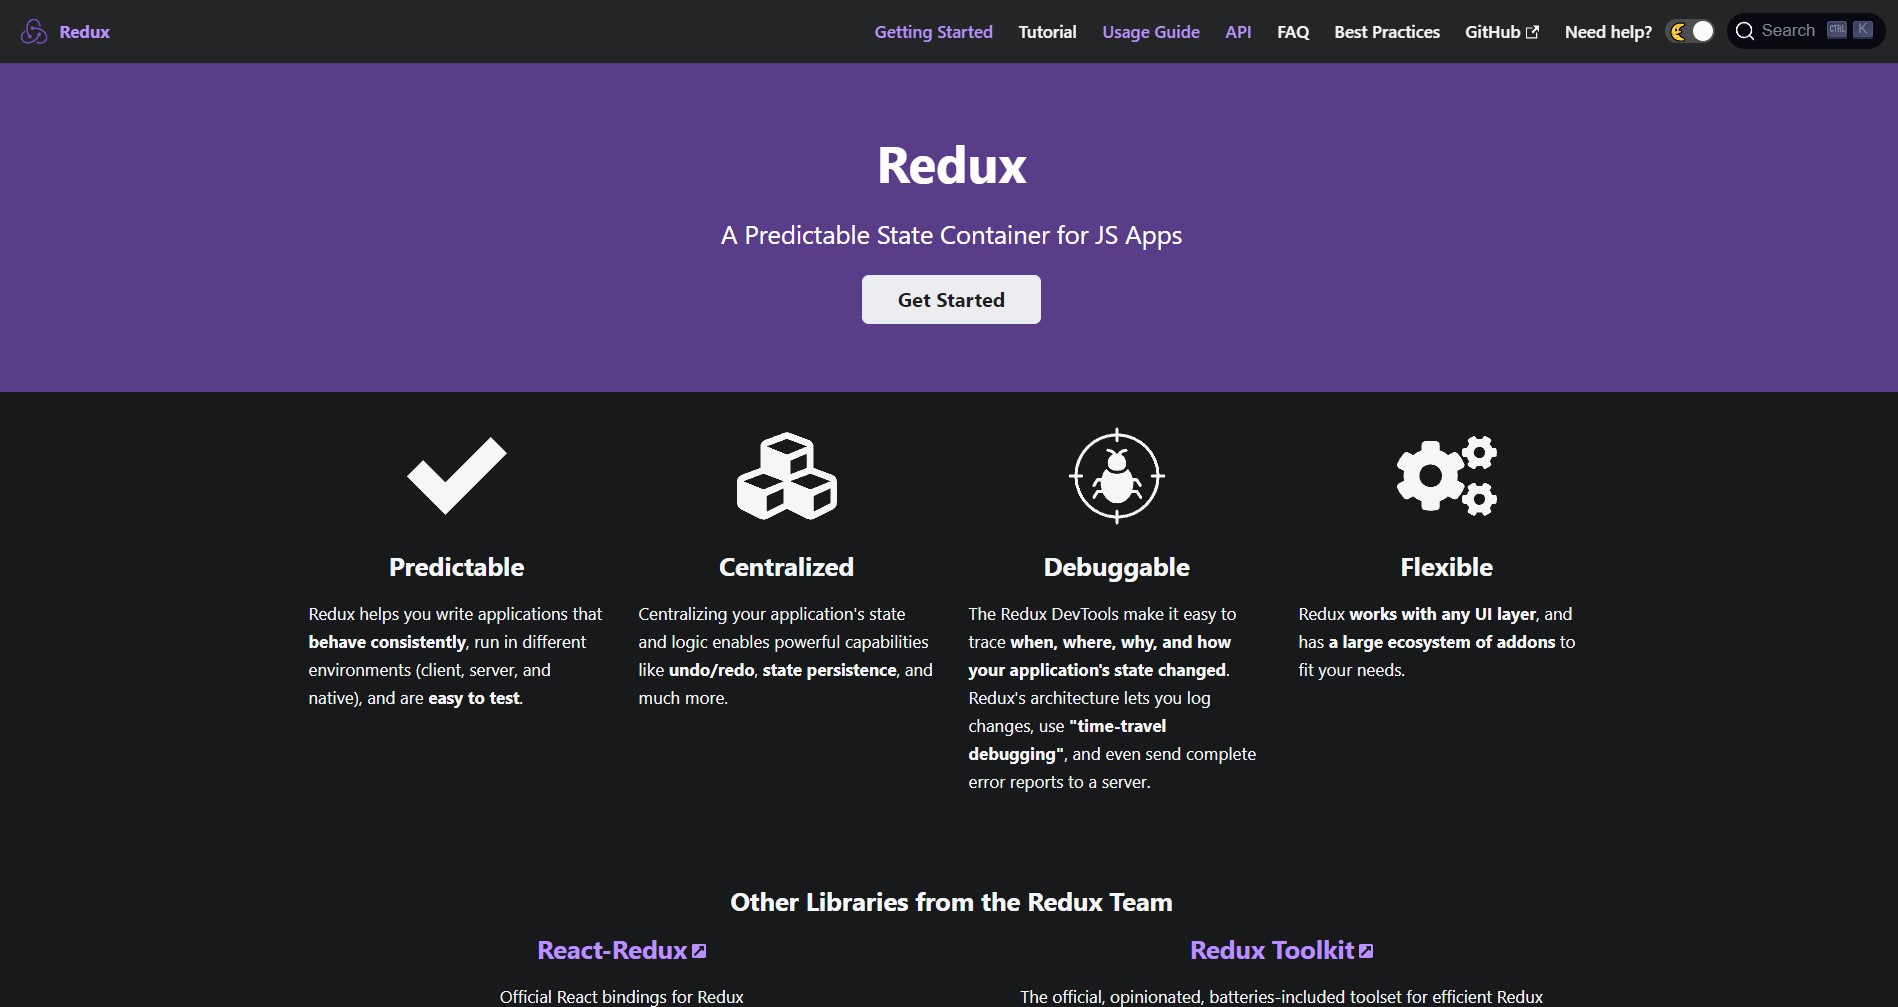 Redux
Getting Started
Tutorial
Usage Guide
API
FAQ
Best Practices
GitHub
Need help?
Search
CTRL
K
Redux
A Predictable State Container for JS Apps
Get Started
Predictable
Redux helps you write applications that
behave consistently, run in different
environments (client, server, and
native), and are easy to test.
Centralized
Centralizing your application's state
and logic enables powerful capabilities
like undo/redo, state persistence, and
much more.
Debuggable
The Redux DevTools make it easy to
trace when, where, why, and how
your application's state changed.
Redux's architecture lets you log
changes, use "time-travel
debugging", and even send complete
error reports to a server.
Flexible
Redux works with any UI layer, and
has a large ecosystem of addons to
fit your needs.
Other Libraries from the Redux Team
React-Redux
Official React bindings for Redux
Redux Toolkit
The official, opinionated, batteries-included toolset for efficient Redux